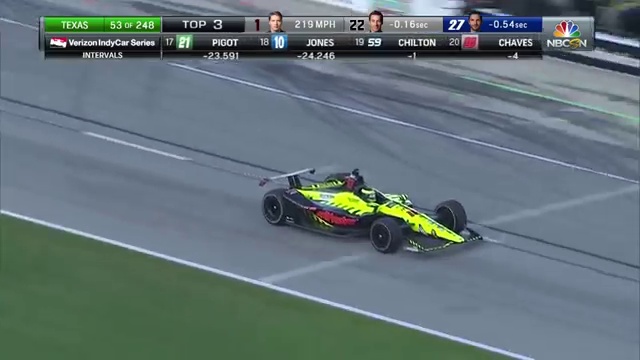 TEXAS 53 OF 248 TOP 3 1 219 MPH 22 -0.16sec 27 -0.54sec
Verizon IndyCar Series 17 21 PIGOT 18 10 JONES 19 59 CHILTON 20 CHAVES
INTERVALS -23.591 -24.246 -1 -4
NBCSN